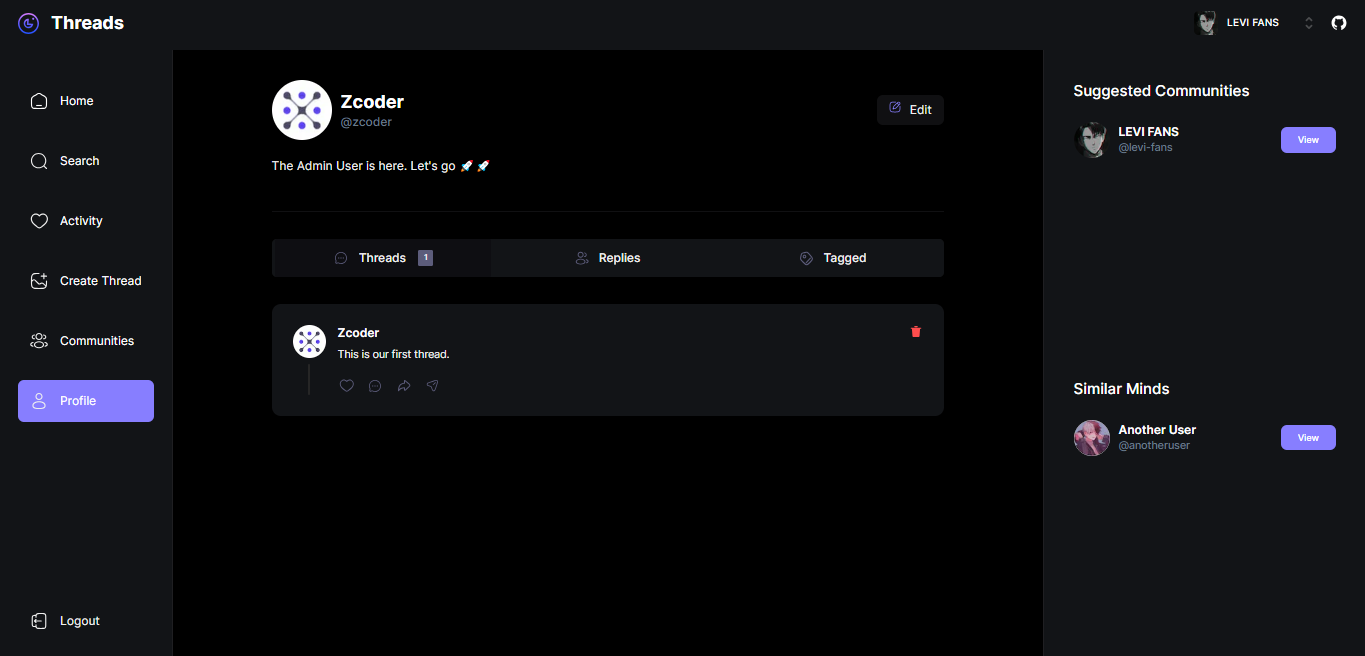 Threads
LEVI FANS
Home
Search
Activity
Create Thread
Communities
Profile
Logout
Zcoder
@zcoder
Edit
The Admin User is here. Let's go 🚀 🚀
Threads 1
Replies
Tagged
Zcoder
This is our first thread.
Suggested Communities
LEVI FANS
@levi-fans
View
Similar Minds
Another User
@anotheruser
View